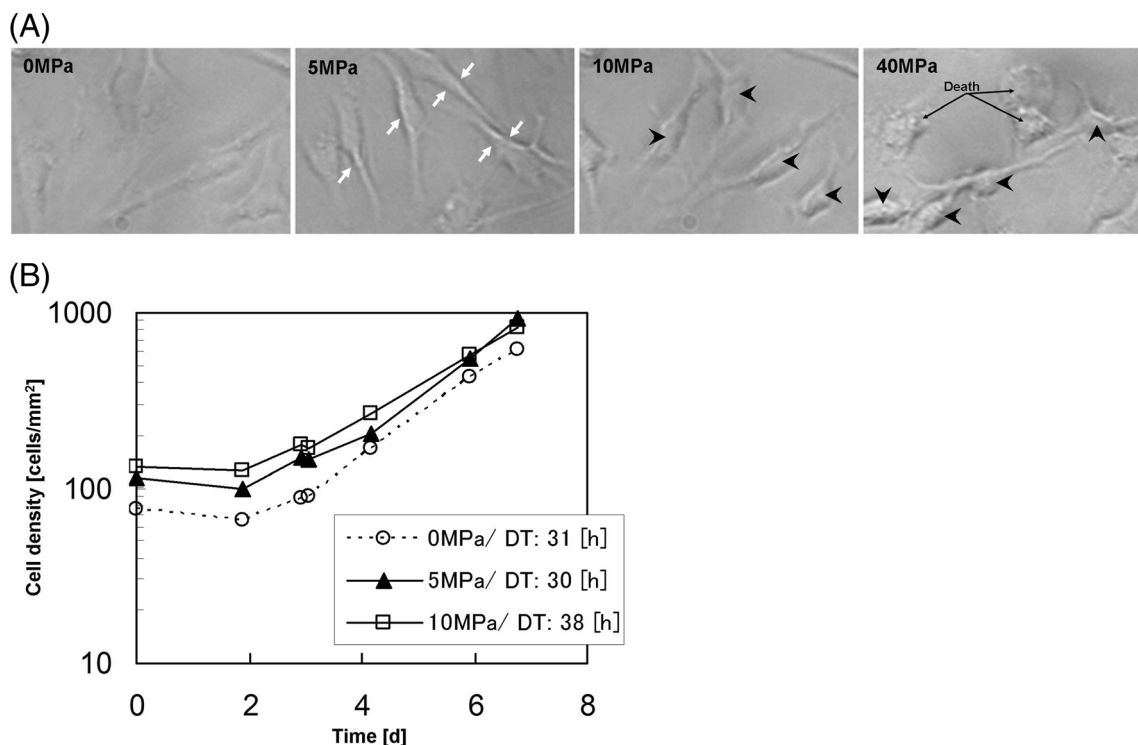 (A)
0MPa
5MPa
10MPa
40MPa
Death
(B)
1000
100
10
Cell density [cells/mm²]
0MPa/ DT: 31 [h]
5MPa/ DT: 30 [h]
10MPa/ DT: 38 [h]
0 2 4 6 8
Time [d]